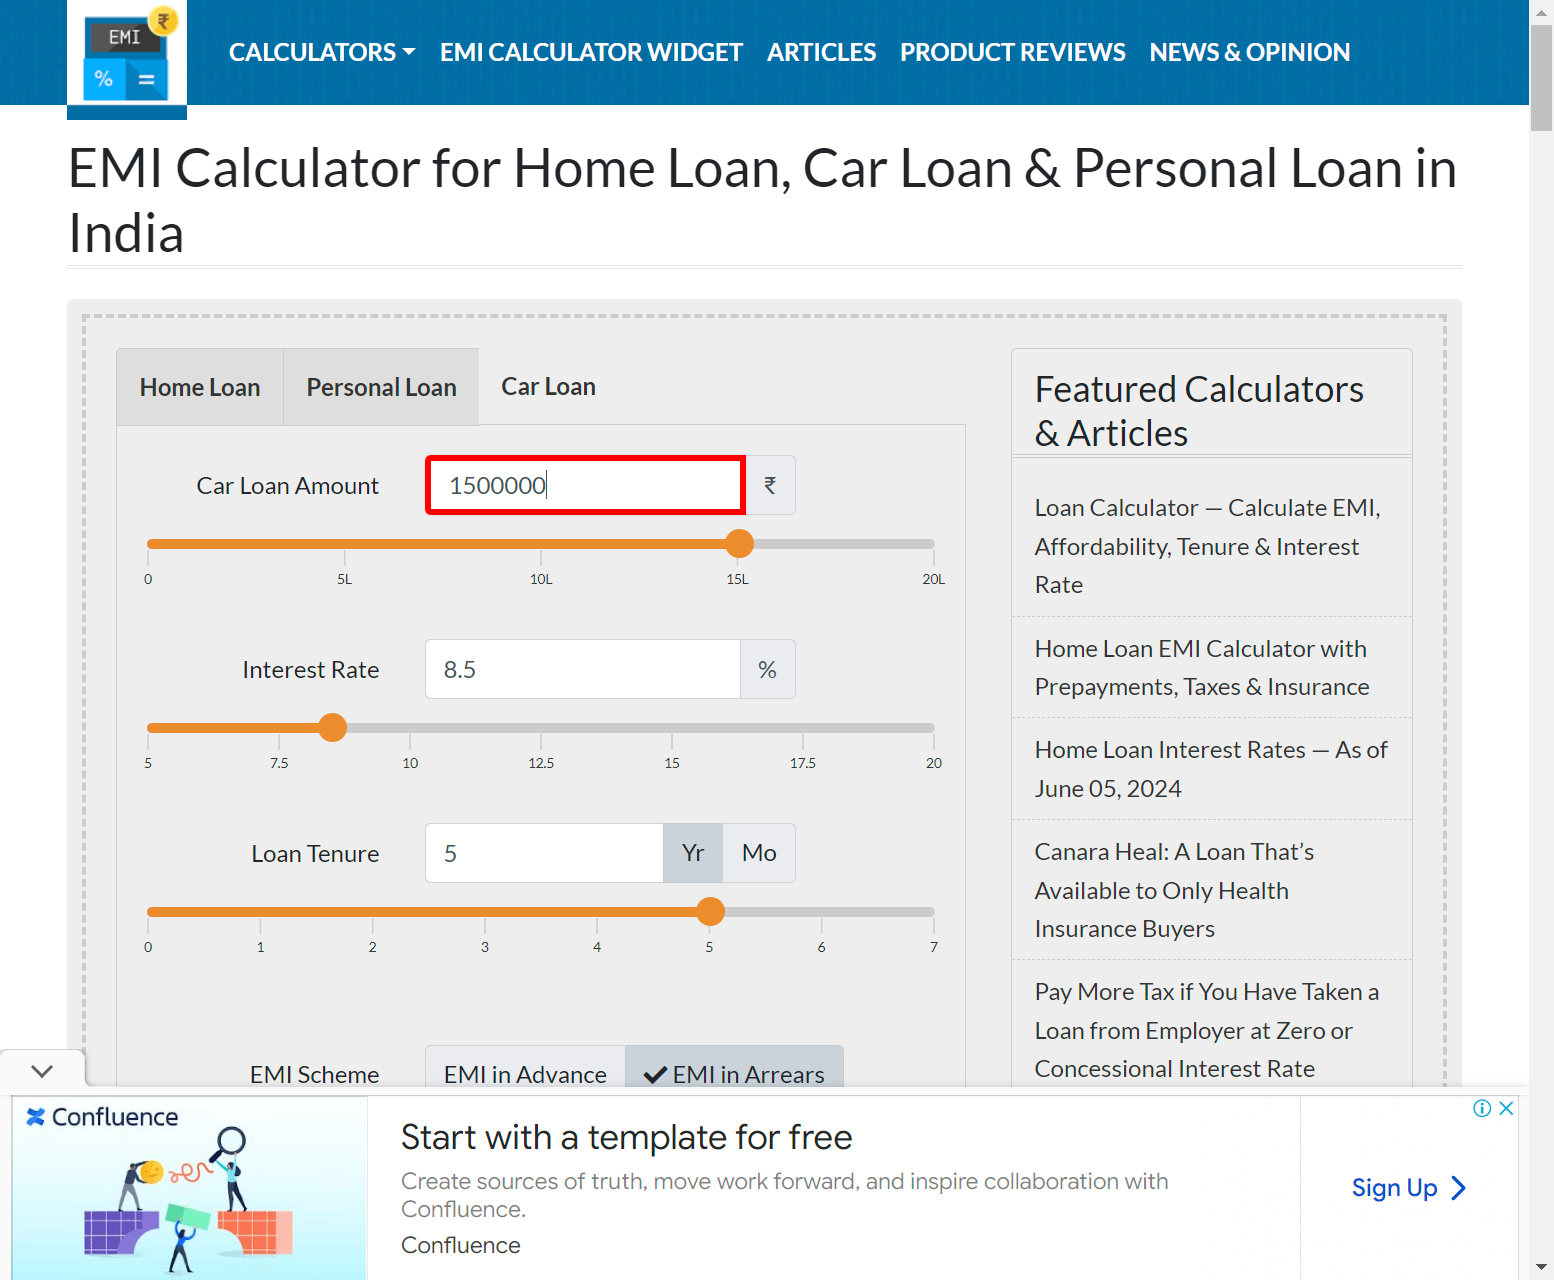 EMI
₹
%
=
CALCULATORS
EMI CALCULATOR WIDGET
ARTICLES
PRODUCT REVIEWS
NEWS & OPINION
EMI Calculator for Home Loan, Car Loan & Personal Loan in
India
Home Loan
Personal Loan
Car Loan
Car Loan Amount
1500000
₹
0
5L
10L
15L
20L
Interest Rate
8.5
%
5
7.5
10
12.5
15
17.5
20
Loan Tenure
5
Yr
Mo
0
1
2
3
4
5
6
7
EMI Scheme
EMI in Advance
EMI in Arrears
Featured Calculators
& Articles
Loan Calculator — Calculate EMI,
Affordability, Tenure & Interest
Rate
Home Loan EMI Calculator with
Prepayments, Taxes & Insurance
Home Loan Interest Rates — As of
June 05, 2024
Canara Heal: A Loan That's
Available to Only Health
Insurance Buyers
Pay More Tax if You Have Taken a
Loan from Employer at Zero or
Concessional Interest Rate
Confluence
Start with a template for free
Create sources of truth, move work forward, and inspire collaboration with
Confluence.
Confluence
Sign Up